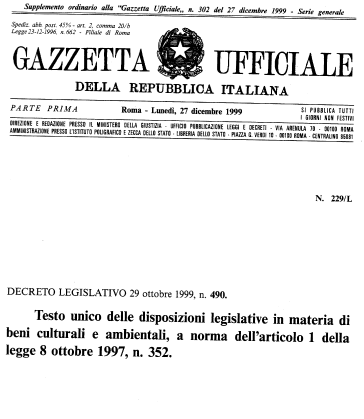 Supplemento ordinario alla "Gazzetta Ufficiale,, n. 302 del 27 dicembre 1999 - Serie generale
Spediz. abb. post. 45% - art. 2, comma 20/b
Legge 23-12-1996, n. 662 - Filiale di Roma
GAZZETTA UFFICIALE
DELLA REPUBBLICA ITALIANA
PARTE PRIMA
Roma - Lunedì, 27 dicembre 1999
SI PUBBLICA TUTTI
I GIORNI NON FESTIVI
DIREZIONE E REDAZIONE PRESSO IL MINISTERO DELLA GIUSTIZIA - UFFICIO PUBBLICAZIONE LEGGI E DECRETI - VIA ARENULA 70 - 00100 ROMA
AMMINISTRAZIONE PRESSO L'ISTITUTO POLIGRAFICO E ZECCA DELLO STATO - LIBRERIA DELLO STATO - PIAZZA G. VERDI 10 - 00100 ROMA - CENTRALINO 85081
N. 229/L
DECRETO LEGISLATIVO 29 ottobre 1999, n. 490.
Testo unico delle disposizioni legislative in materia di
beni culturali e ambientali, a norma dell'articolo 1 della
legge 8 ottobre 1997, n. 352.